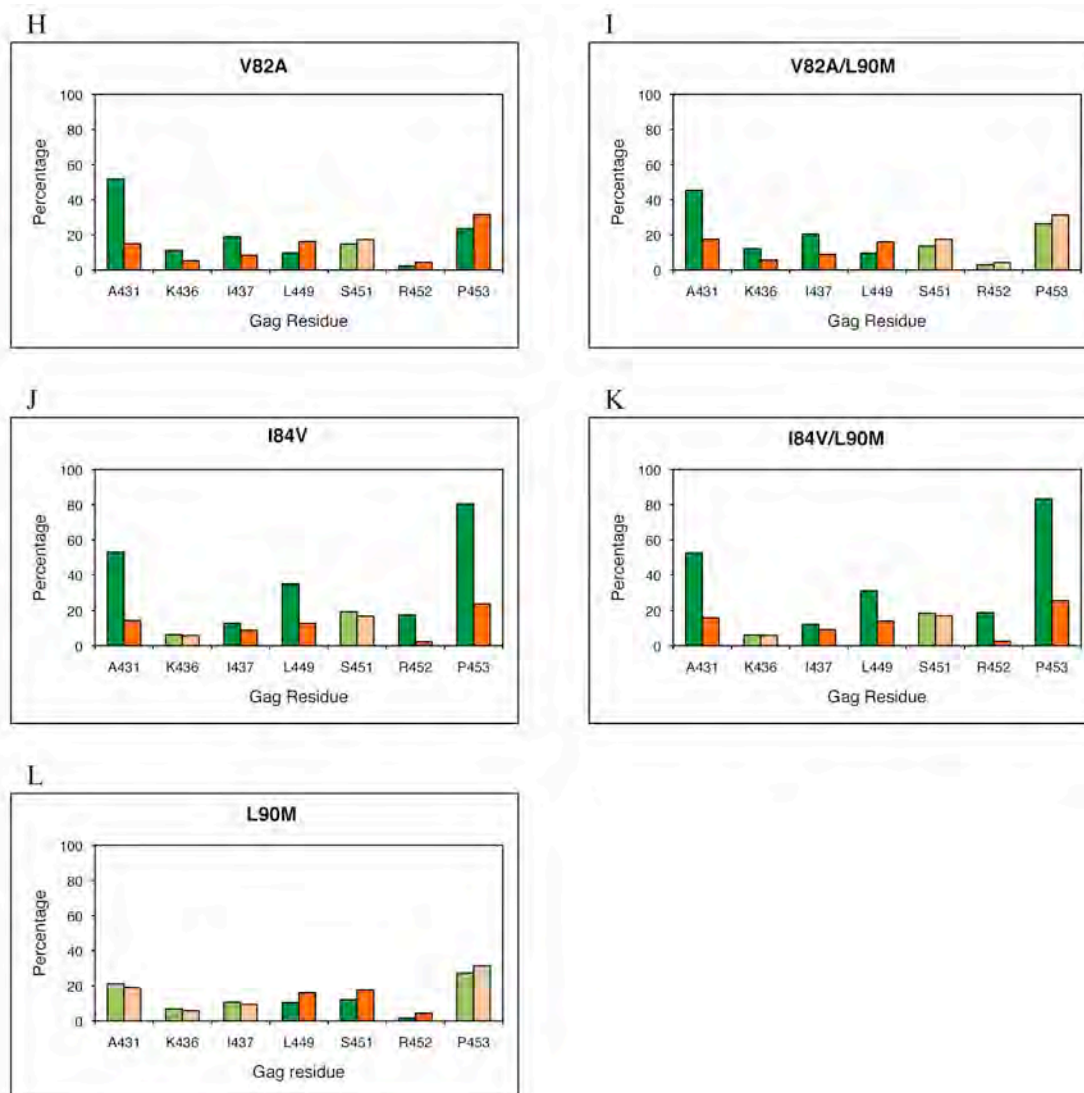 H
V82A
100
80
60
40
20
0
Percentage
A431 K436 I437 L449 S451 R452 P453
Gag Residue
I
V82A/L90M
100
80
60
40
20
0
Percentage
A431 K436 I437 L449 S451 R452 P453
Gag Residue
J
I84V
100
80
60
40
20
0
Percentage
A431 K436 I437 L449 S451 R452 P453
Gag Residue
K
I84V/L90M
100
80
60
40
20
0
Percentage
A431 K436 I437 L449 S451 R452 P453
Gag Residue
L
L90M
100
80
60
40
20
0
Percentage
A431 K436 I437 L449 S451 R452 P453
Gag residue